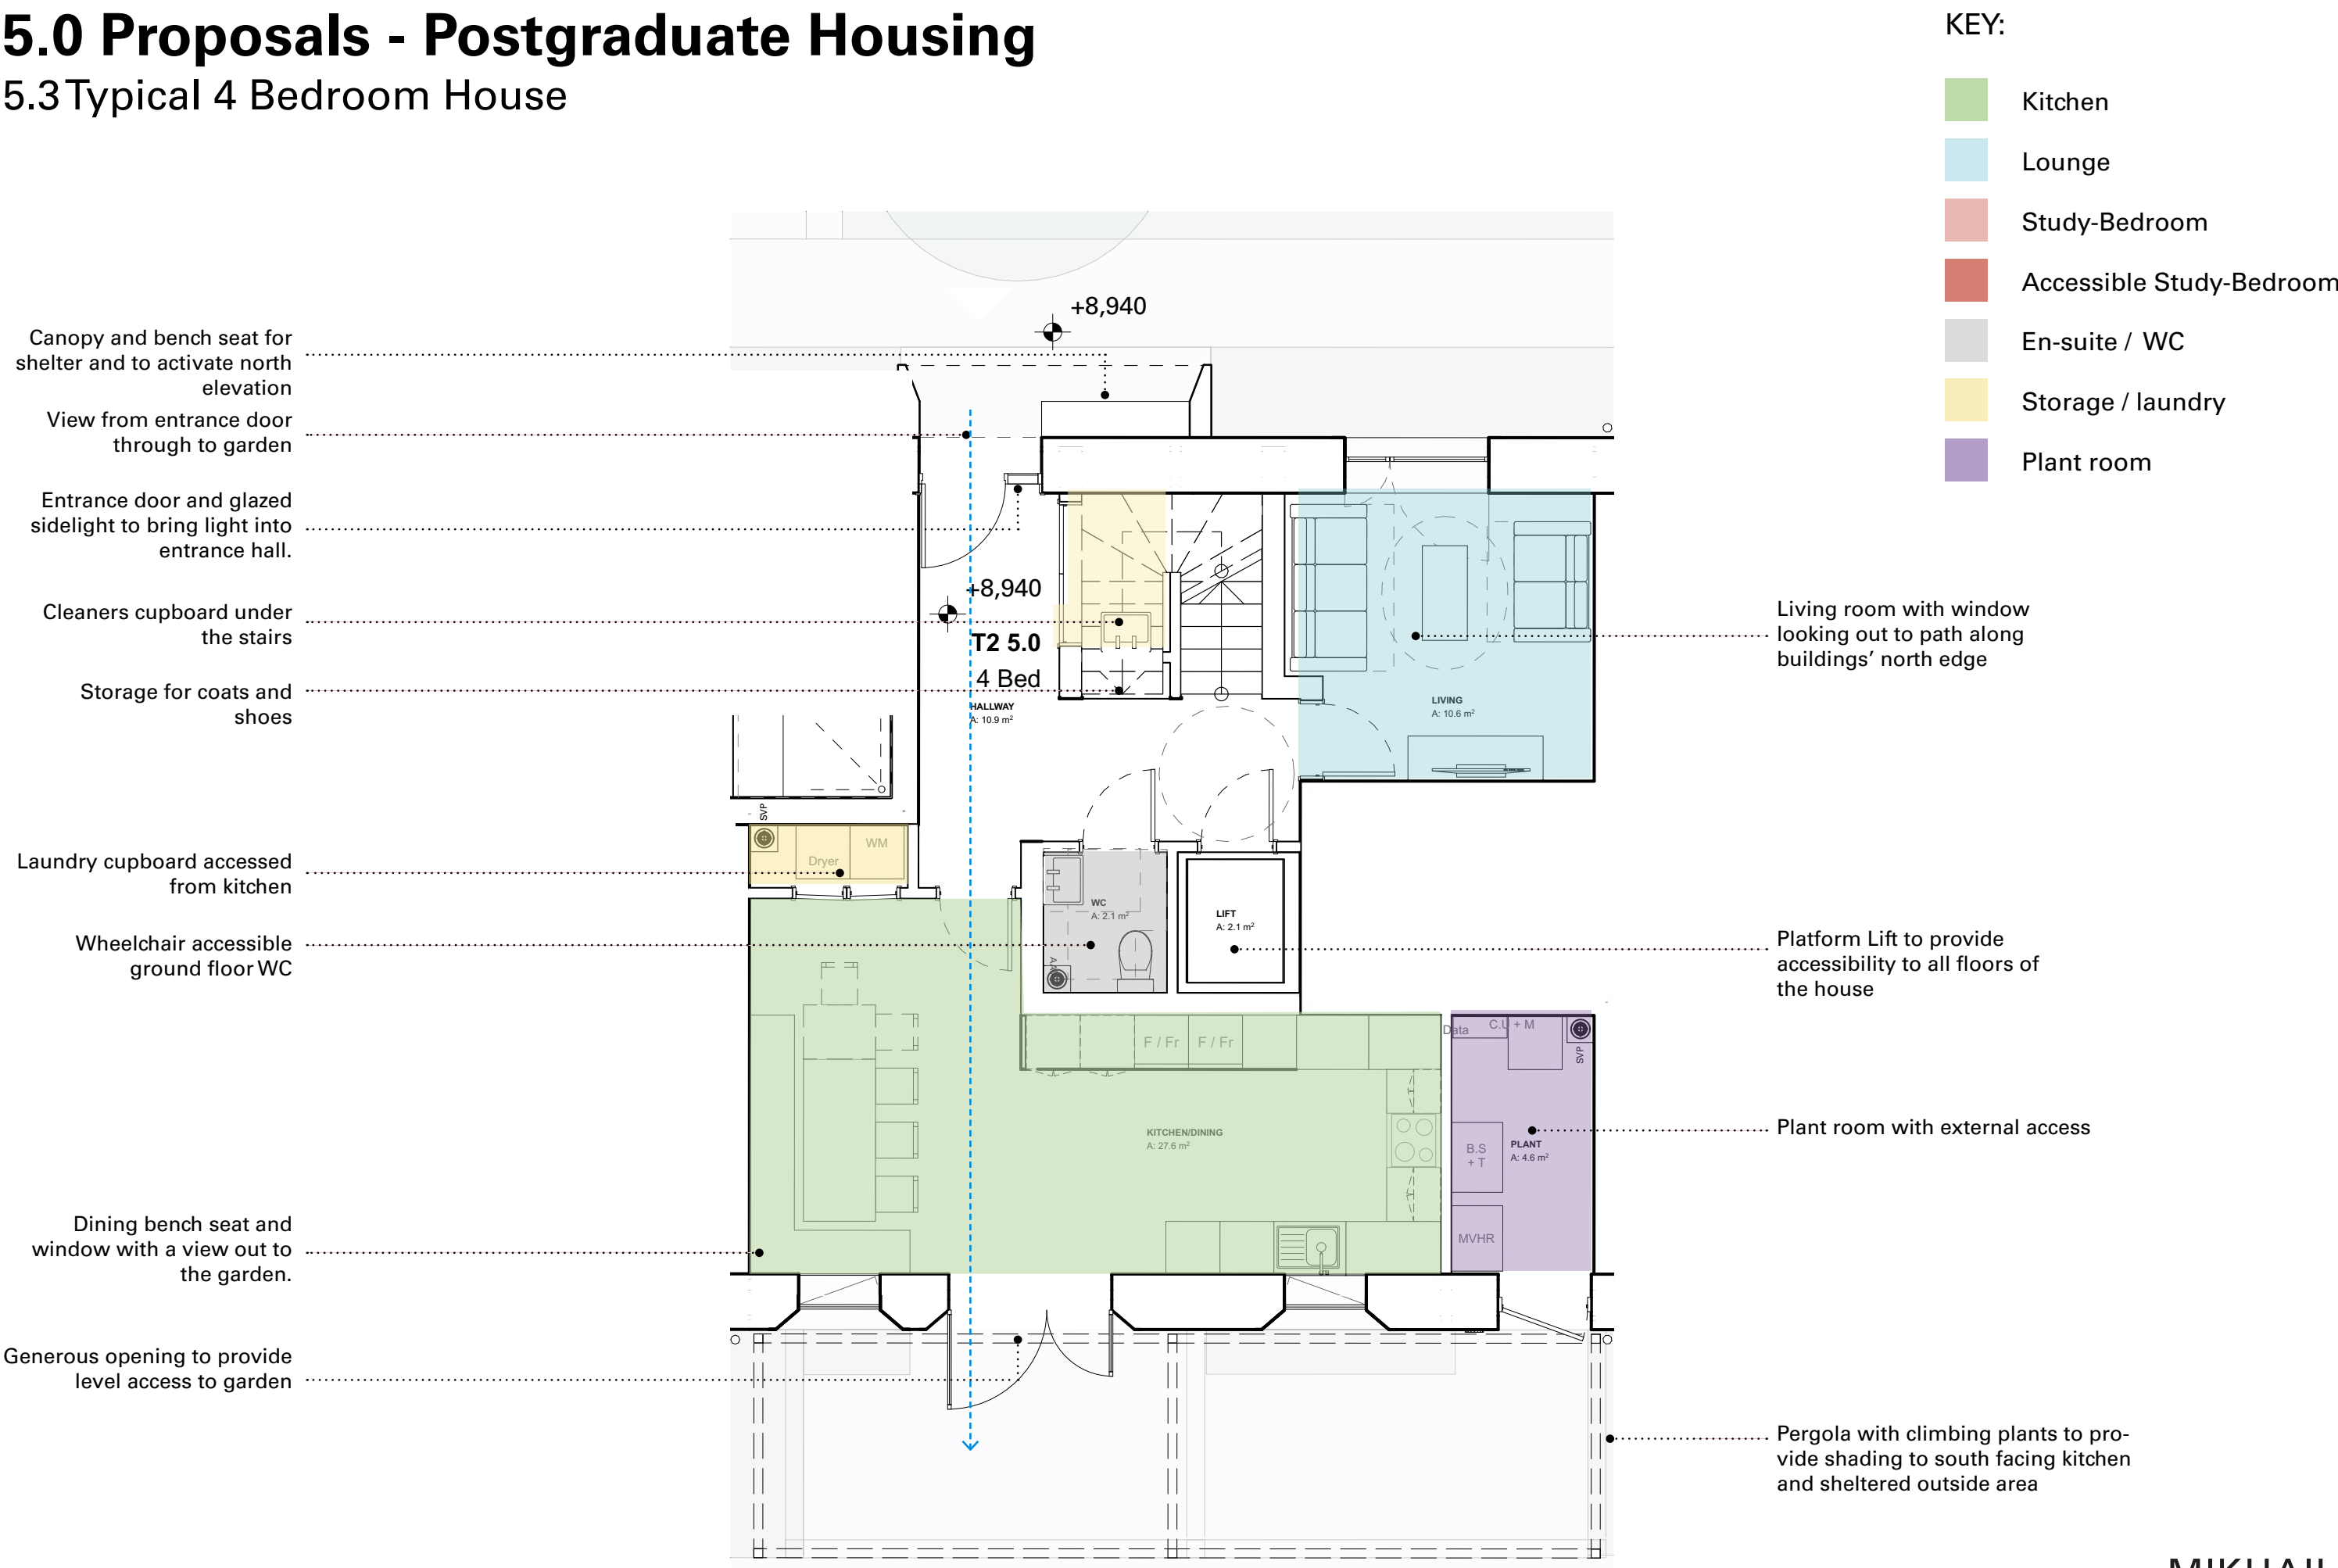 5.0 Proposals - Postgraduate Housing
5.3 Typical 4 Bedroom House
KEY:
Kitchen
Lounge
Study-Bedroom
Accessible Study-Bedroom
En-suite / WC
Storage / laundry
Plant room
Canopy and bench seat for
shelter and to activate north
elevation
View from entrance door
through to garden
Entrance door and glazed
sidelight to bring light into
entrance hall.
Cleaners cupboard under
the stairs
Storage for coats and
shoes
Laundry cupboard accessed
from kitchen
Wheelchair accessible
ground floor WC
Dining bench seat and
window with a view out to
the garden.
Generous opening to provide
level access to garden
+8,940
+8,940
T2 5.0
4 Bed
HALLWAY
A: 10.9 m²
LIVING
A: 10.6 m²
SVP
WM
Dryer
WC
A: 2.1 m²
LIFT
A: 2.1 m²
F / Fr
F / Fr
Data
C.U + M
SVP
KITCHEN/DINING
A: 27.6 m²
B.S
+ T
PLANT
A: 4.6 m²
MVHR
Living room with window
looking out to path along
buildings’ north edge
Platform Lift to provide
accessibility to all floors of
the house
Plant room with external access
Pergola with climbing plants to pro-
vide shading to south facing kitchen
and sheltered outside area